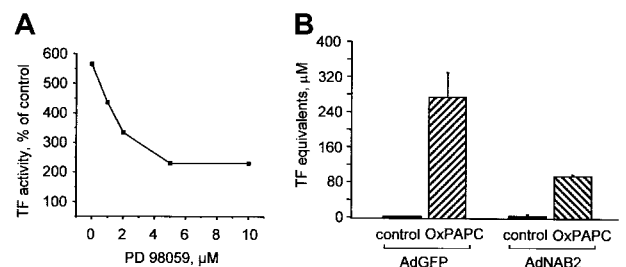 A
TF activity, % of control
600
500
400
300
200
100
0 2 4 6 8 10
PD 98059, µM
B
TF equivalents, µM
400
320
240
160
80
0
control OxPAPC control OxPAPC
AdGFP AdNAB2